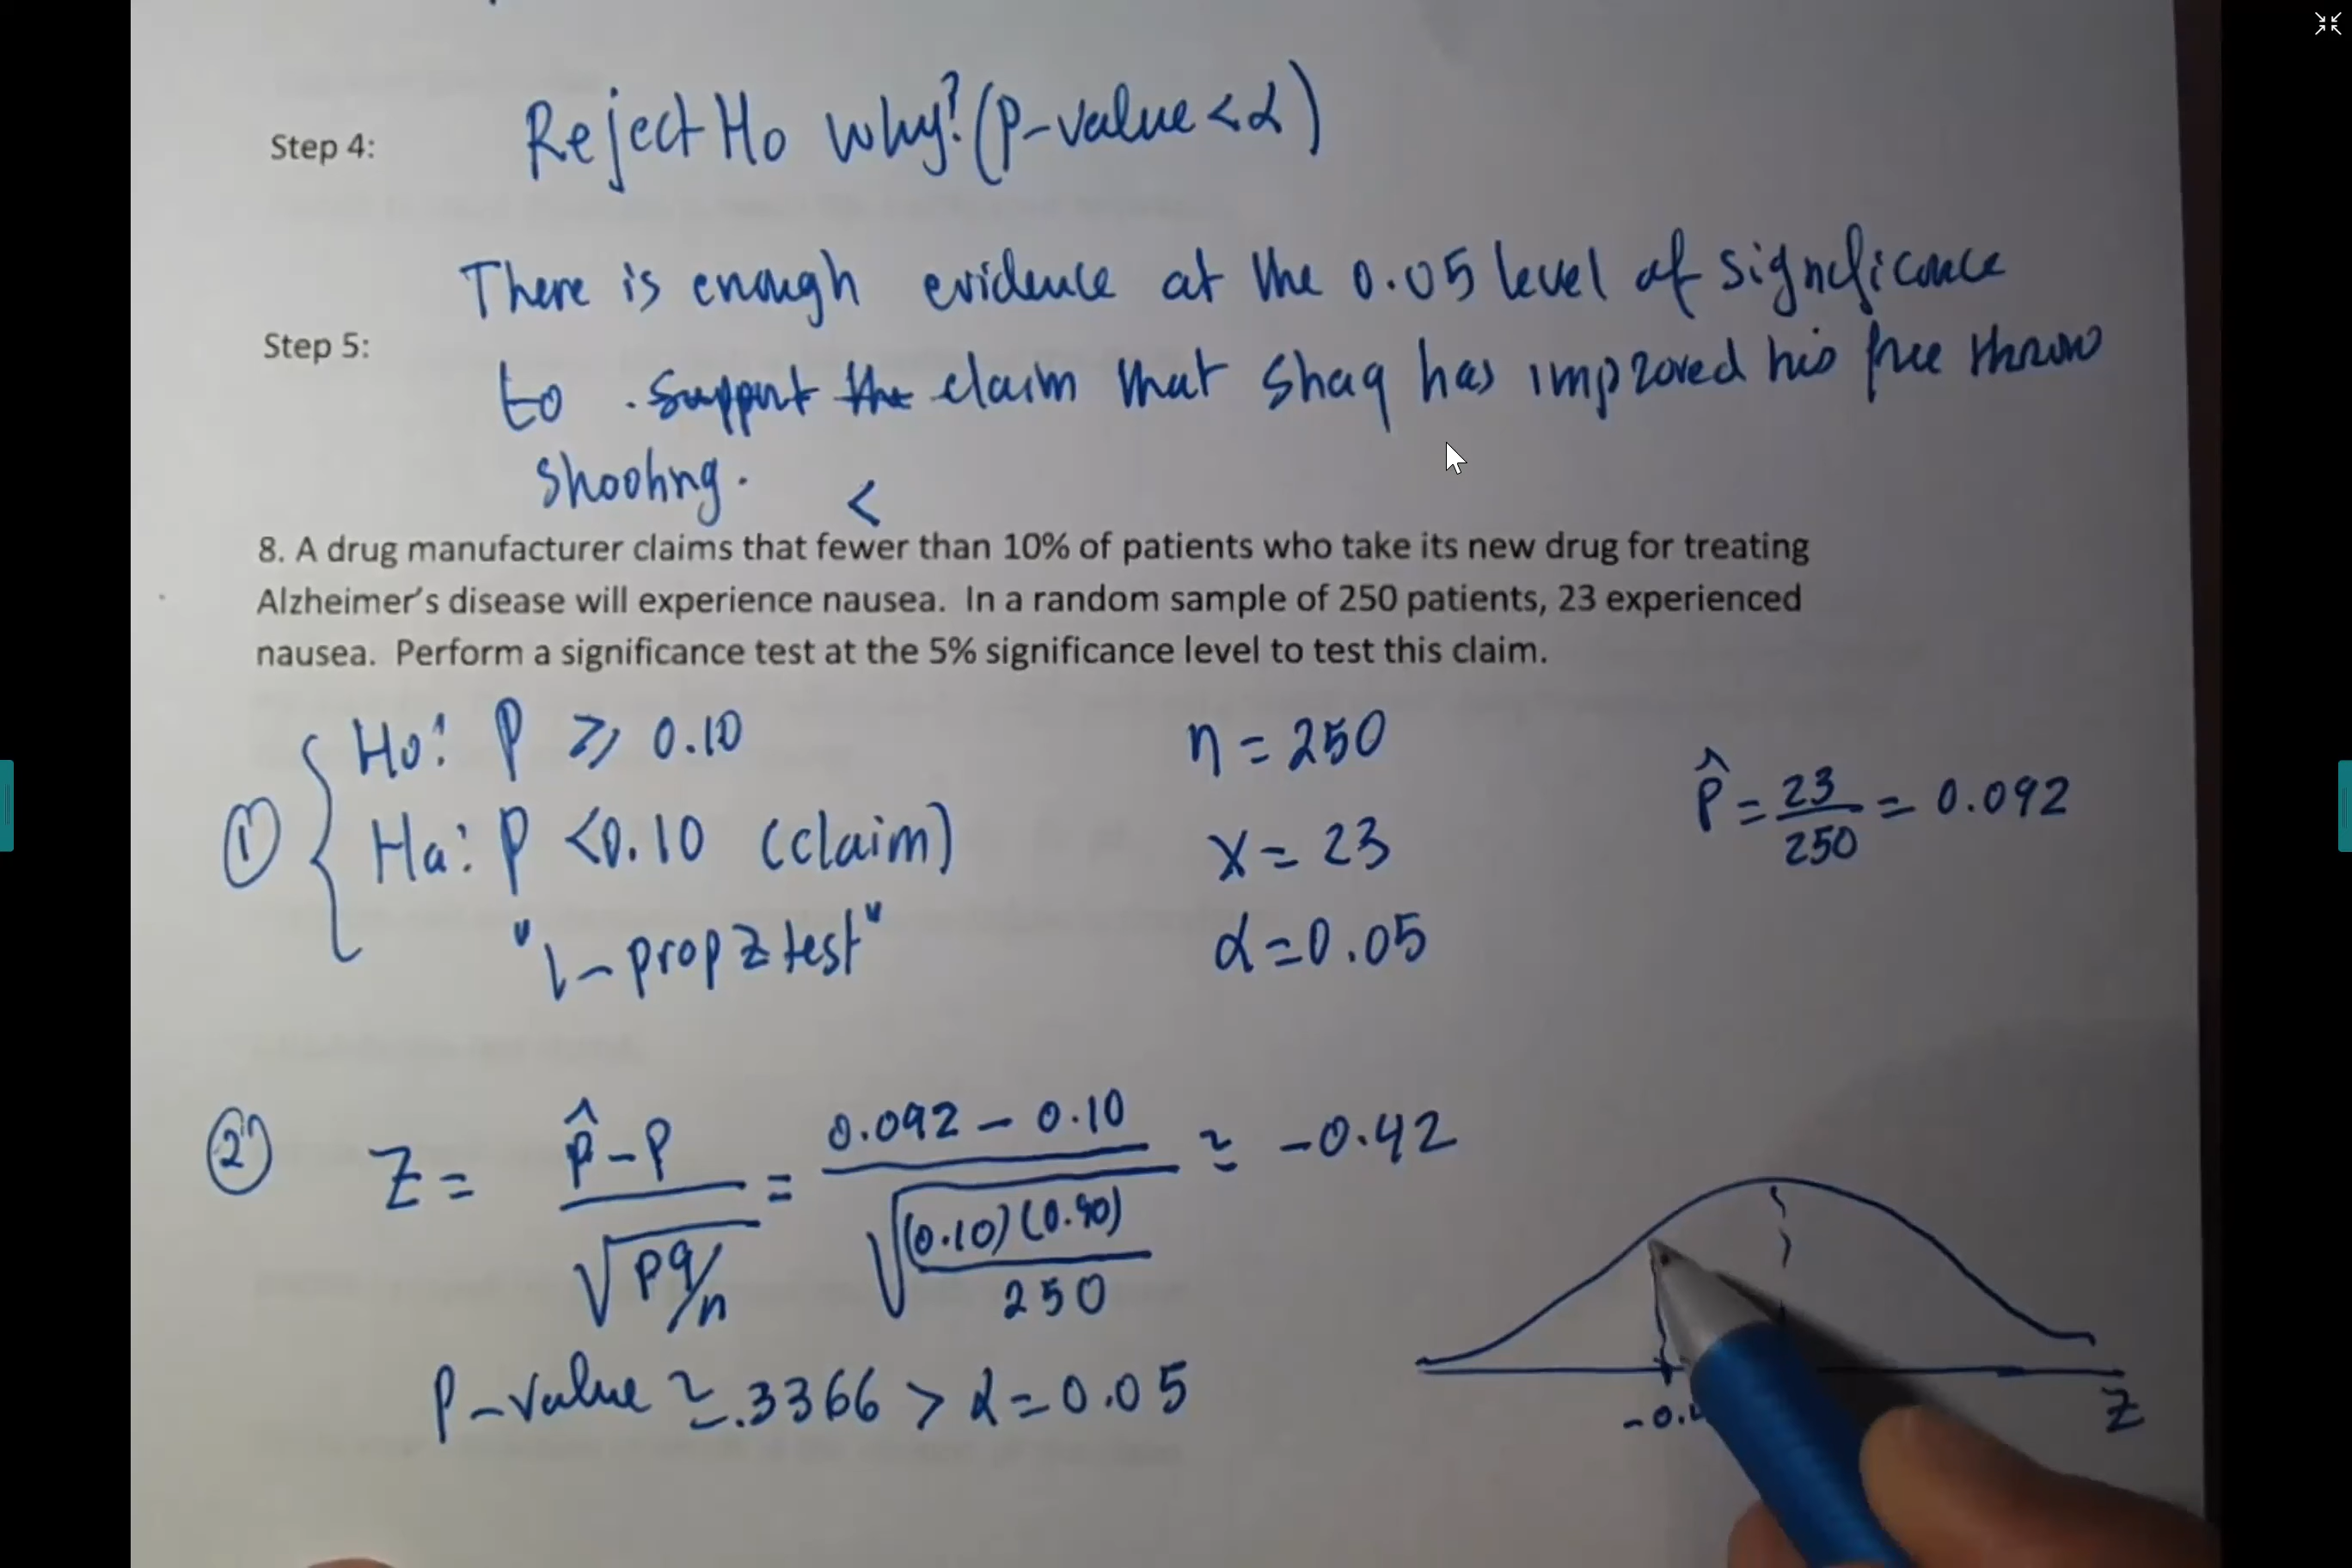 Step 4:
Reject Ho Why? (P-value < α)
Step 5:
There is enough evidence at the 0.05 level of significance
to support the claim that Shaq has improved his free throw
shooting.
<
8. A drug manufacturer claims that fewer than 10% of patients who take its new drug for treating
Alzheimer's disease will experience nausea. In a random sample of 250 patients, 23 experienced
nausea. Perform a significance test at the 5% significance level to test this claim.
① { Ho: P ≥ 0.10
Ha: P < 0.10 (claim)
"1-prop z test"
n = 250
x = 23
α = 0.05
p̂ = 23/250 = 0.092
② Z = (p̂ - P)/√(pq/n) = (0.092 - 0.10)/√((0.10)(0.90)/250) ≃ -0.42
P-value ≃ .3366 > α = 0.05
-0.4
Z